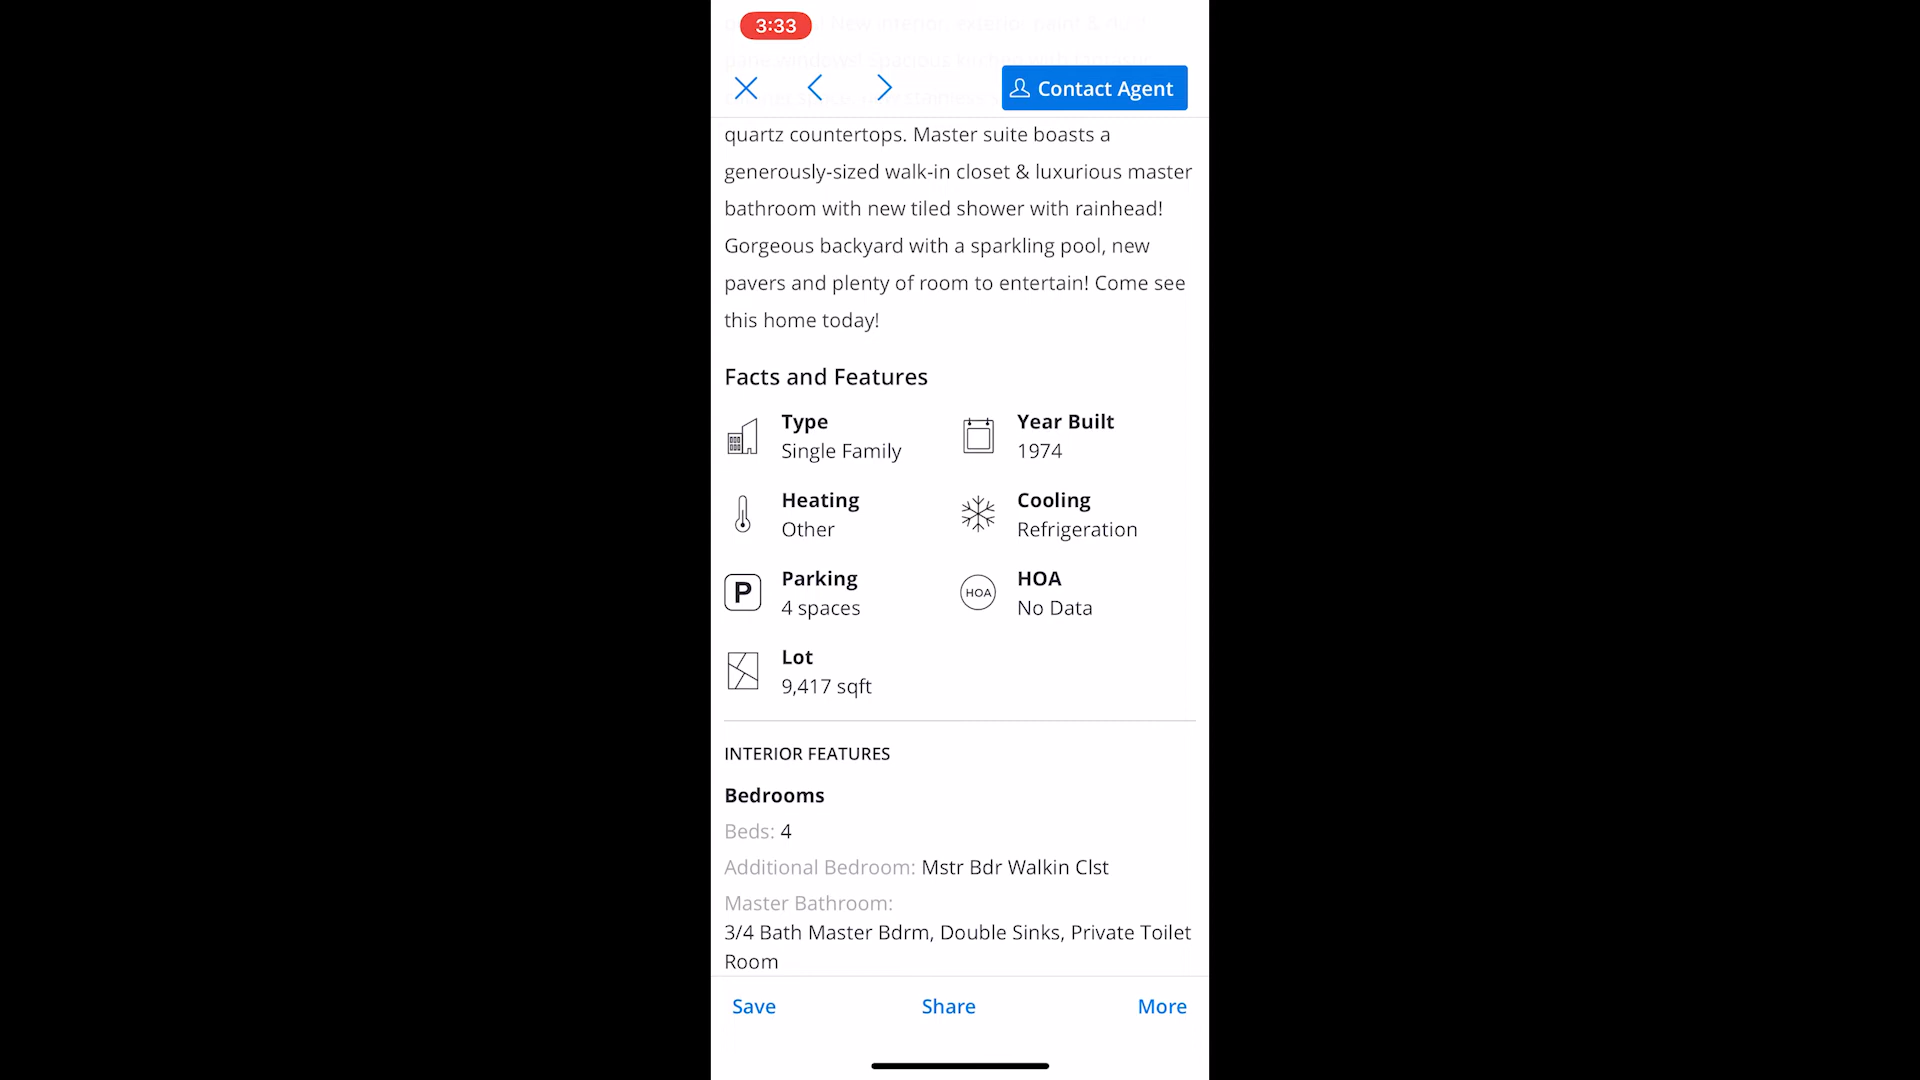 3:33
Contact Agent
quartz countertops. Master suite boasts a
generously-sized walk-in closet & luxurious master
bathroom with new tiled shower with rainhead!
Gorgeous backyard with a sparkling pool, new
pavers and plenty of room to entertain! Come see
this home today!
Facts and Features
Type
Single Family
Year Built
1974
Heating
Other
Cooling
Refrigeration
P
Parking
4 spaces
HOA
HOA
No Data
Lot
9,417 sqft
INTERIOR FEATURES
Bedrooms
Beds: 4
Additional Bedroom: Mstr Bdr Walkin Clst
Master Bathroom:
3/4 Bath Master Bdrm, Double Sinks, Private Toilet
Room
Save
Share
More